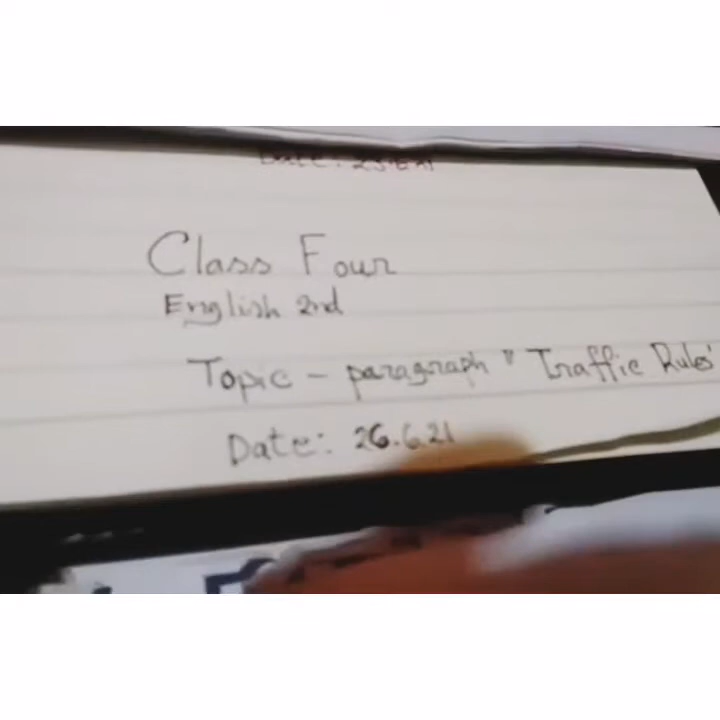 Class Four
English 2nd
Topic - paragraph " Traffic Rules'
Date: 26.6.21